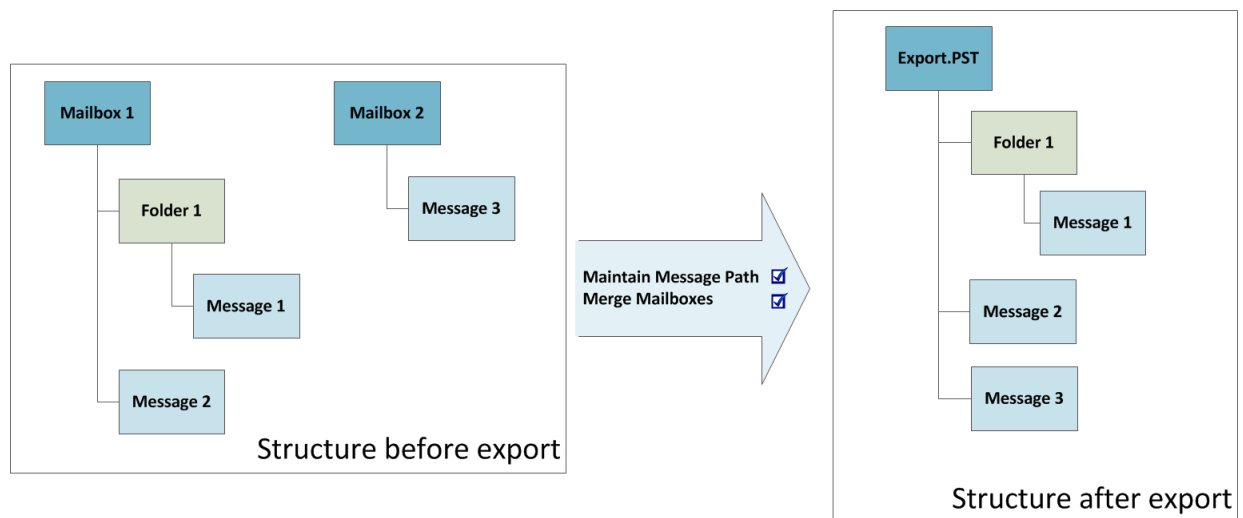 Mailbox 1
Folder 1
Message 1
Message 2
Mailbox 2
Message 3
Structure before export
Maintain Message Path
Merge Mailboxes
Export.PST
Folder 1
Message 1
Message 2
Message 3
Structure after export